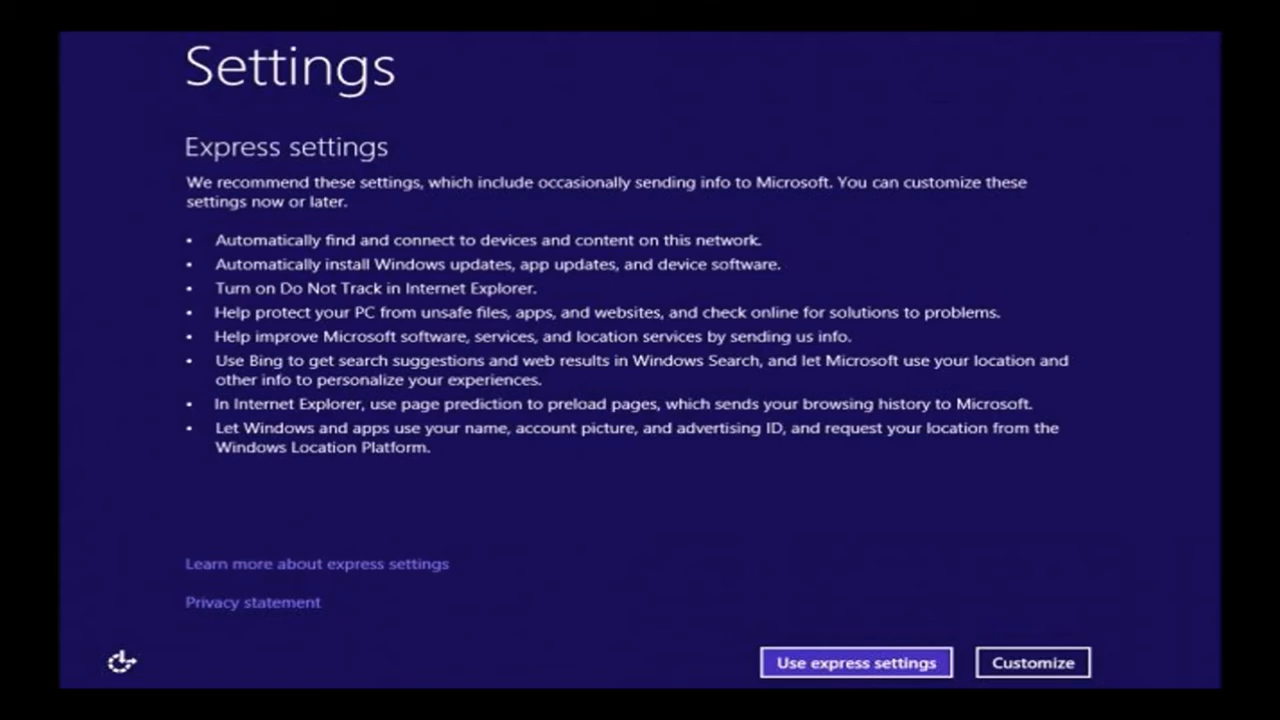 Settings
Express settings
We recommend these settings, which include occasionally sending info to Microsoft. You can customize these
settings now or later.
• Automatically find and connect to devices and content on this network.
• Automatically install Windows updates, app updates, and device software.
• Turn on Do Not Track in Internet Explorer.
• Help protect your PC from unsafe files, apps, and websites, and check online for solutions to problems.
• Help improve Microsoft software, services, and location services by sending us info.
• Use Bing to get search suggestions and web results in Windows Search, and let Microsoft use your location and
other info to personalize your experiences.
• In Internet Explorer, use page prediction to preload pages, which sends your browsing history to Microsoft.
• Let Windows and apps use your name, account picture, and advertising ID, and request your location from the
Windows Location Platform.
Learn more about express settings
Privacy statement
Use express settings
Customize